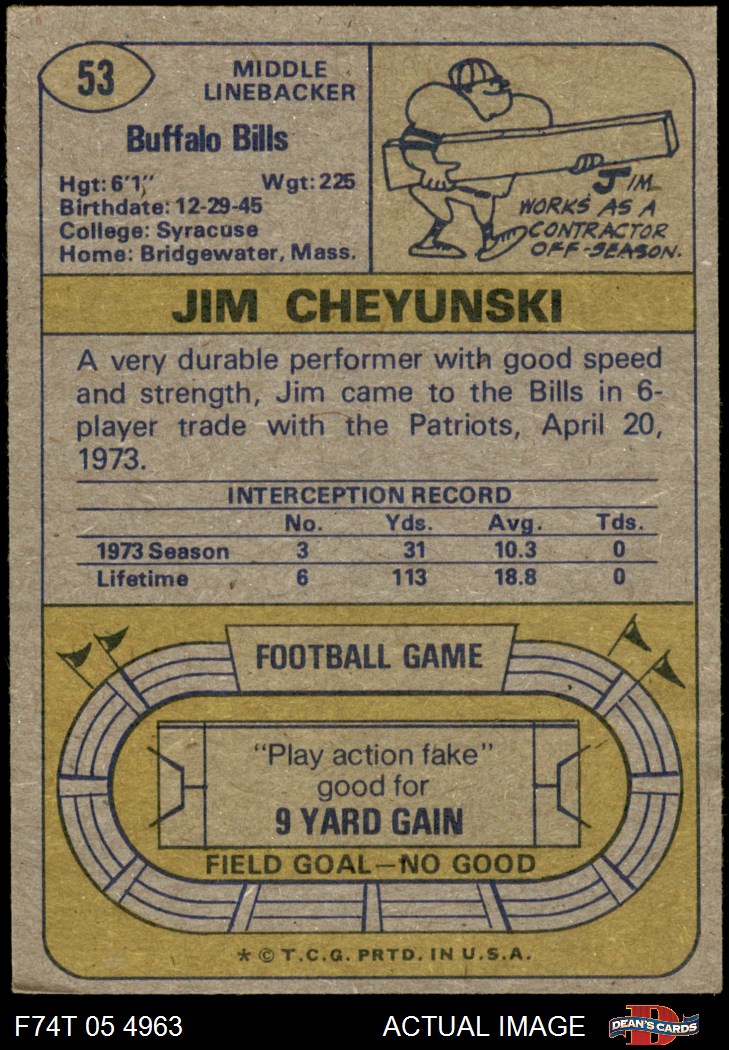 53
MIDDLE
LINEBACKER
Buffalo Bills
Hgt: 6'1" Wgt: 225
Birthdate: 12-29-45
College: Syracuse
Home: Bridgewater, Mass.
JIM
WORKS AS A
CONTRACTOR
OFF-SEASON.
JIM CHEYUNSKI
A very durable performer with good speed
and strength, Jim came to the Bills in 6-
player trade with the Patriots, April 20,
1973.
INTERCEPTION RECORD
No. Yds. Avg. Tds.
1973 Season 3 31 10.3 0
Lifetime 6 113 18.8 0
FOOTBALL GAME
"Play action fake"
good for
9 YARD GAIN
FIELD GOAL—NO GOOD
* © T.C.G. PRTD. IN U.S.A.
F74T 05 4963 ACTUAL IMAGE D DEAN'S CARDS